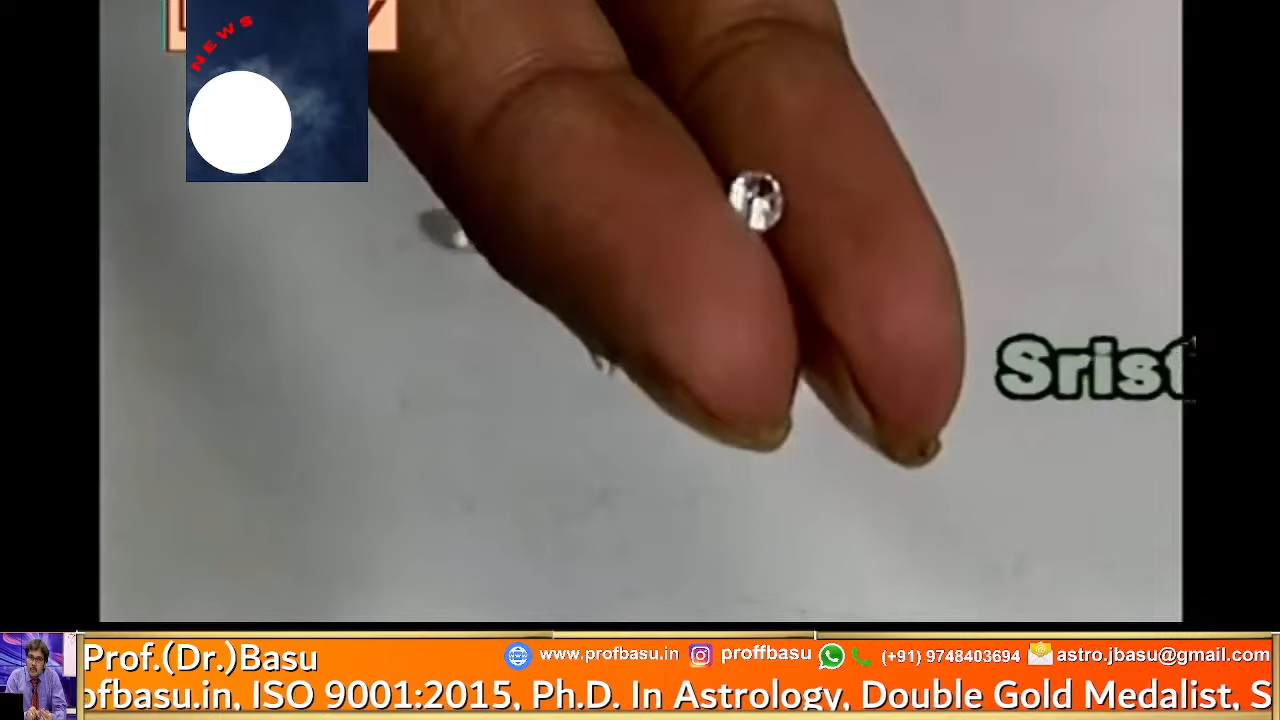 NEWS
Srist
Prof.(Dr.)Basu
www.profbasu.in
proffbasu
(+91) 9748403694
astro.jbasu@gmail.com
ofbasu.in, ISO 9001:2015, Ph.D. In Astrology, Double Gold Medalist, S